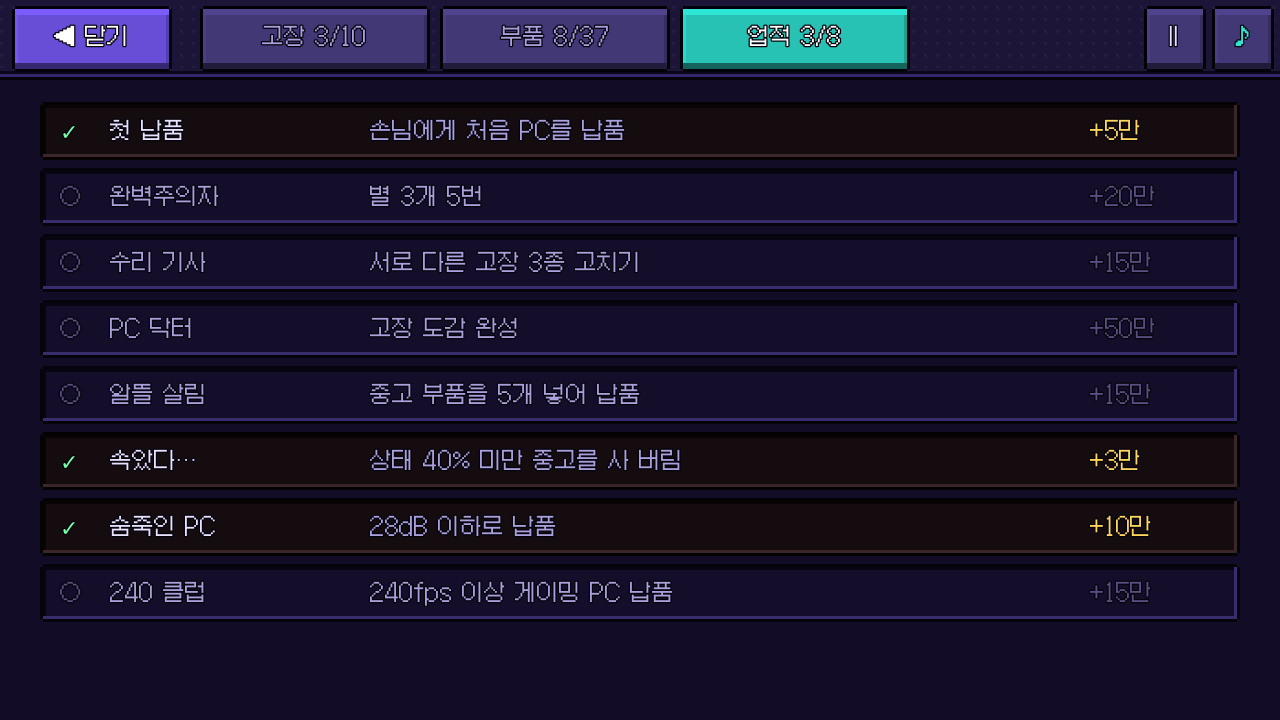 ◀ 닫기 고장 3/10 부품 8/37 업적 3/8 || ♪
✓ 첫 납품 손님에게 처음 PC를 납품 +5만
○ 완벽주의자 별 3개 5번 +20만
○ 수리 기사 서로 다른 고장 3종 고치기 +15만
○ PC 닥터 고장 도감 완성 +50만
○ 알뜰 살림 중고 부품을 5개 넣어 납품 +15만
✓ 속았다… 상태 40% 미만 중고를 사 버림 +3만
✓ 숨죽인 PC 28dB 이하로 납품 +10만
○ 240 클럽 240fps 이상 게이밍 PC 납품 +15만